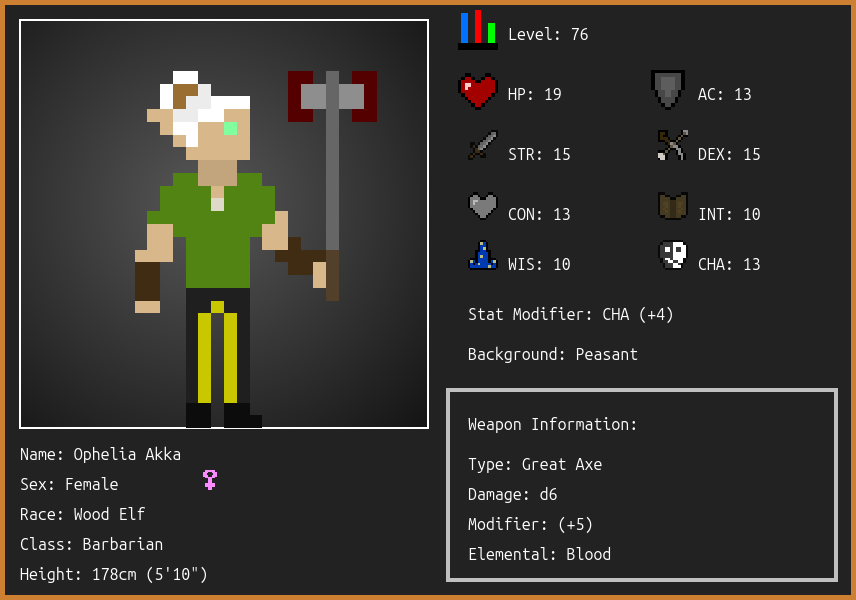 Level: 76
HP: 19
AC: 13
STR: 15
DEX: 15
CON: 13
INT: 10
WIS: 10
CHA: 13
Stat Modifier: CHA (+4)
Background: Peasant
Weapon Information:
Type: Great Axe
Damage: d6
Modifier: (+5)
Elemental: Blood
Name: Ophelia Akka
Sex: Female
Race: Wood Elf
Class: Barbarian
Height: 178cm (5'10")